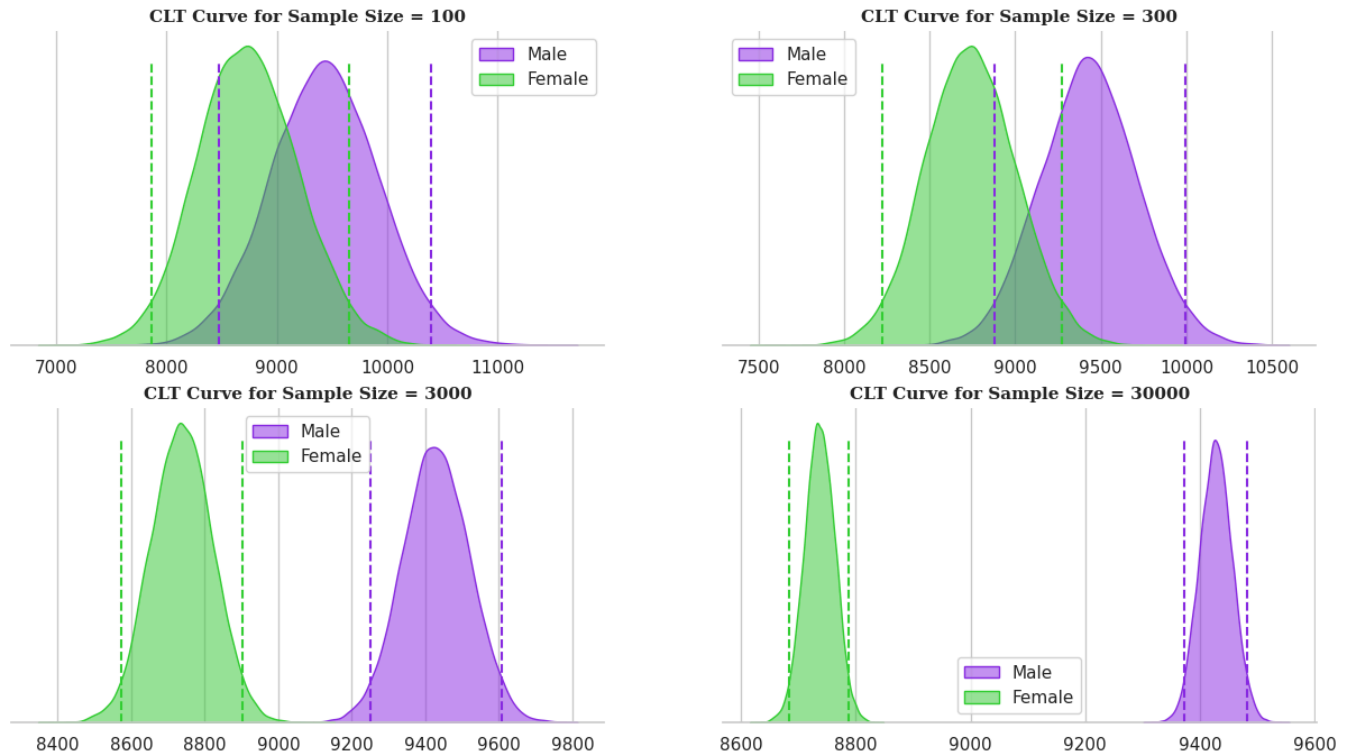 CLT Curve for Sample Size = 100
Male
Female
7000 8000 9000 10000 11000
CLT Curve for Sample Size = 300
Male
Female
7500 8000 8500 9000 9500 10000 10500
CLT Curve for Sample Size = 3000
Male
Female
8400 8600 8800 9000 9200 9400 9600 9800
CLT Curve for Sample Size = 30000
Male
Female
8600 8800 9000 9200 9400 9600